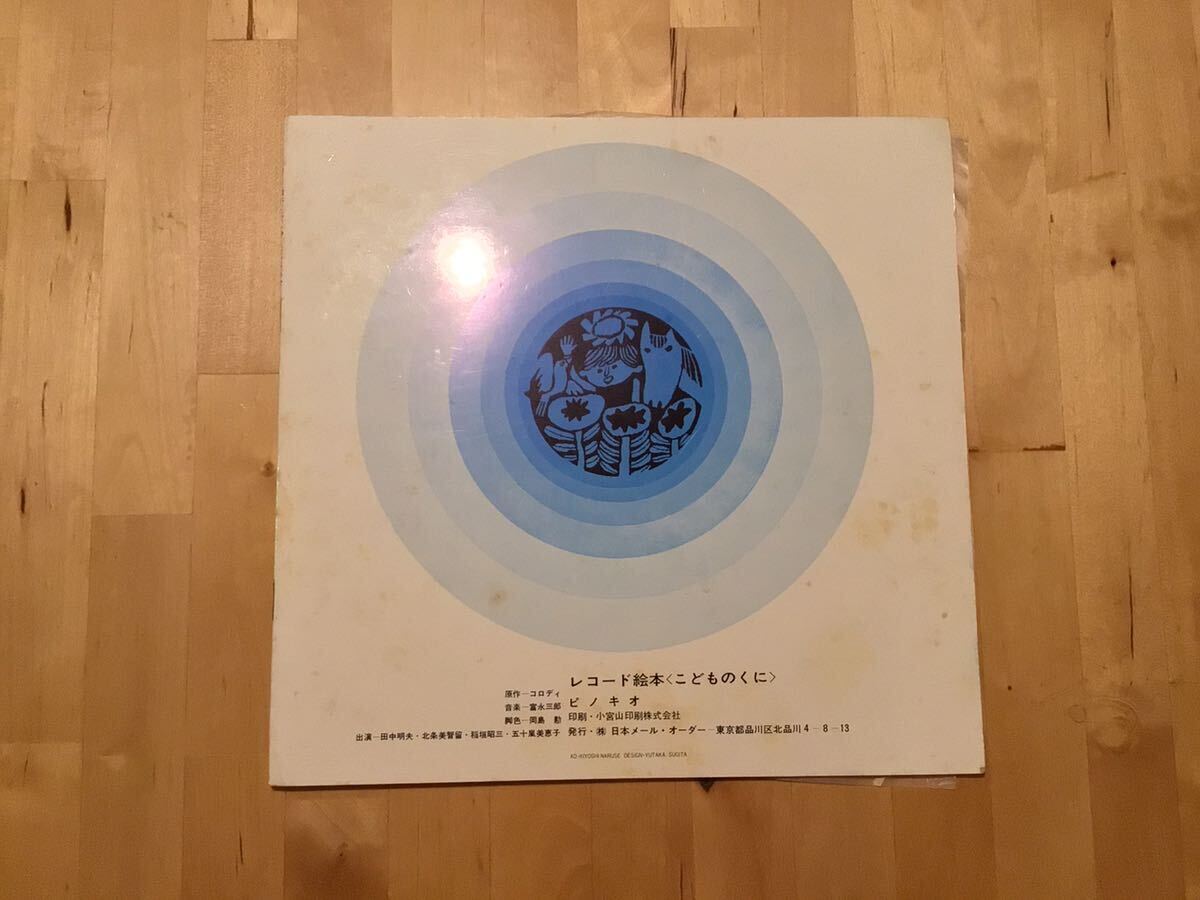 レコード絵本〈こどものくに〉
原作—コロディ
ピノキオ
音楽—富永三郎
印刷・小宮山印刷株式会社
脚色—岡島 勲
出演—田中明夫・北条美智留・稲垣昭三・五十嵐美恵子
発行・㈱ 日本メール・オーダー—東京都品川区北品川4—8—13
AD-KIYOSHI NARUSE DESIGN-YUTAKA SUGITA